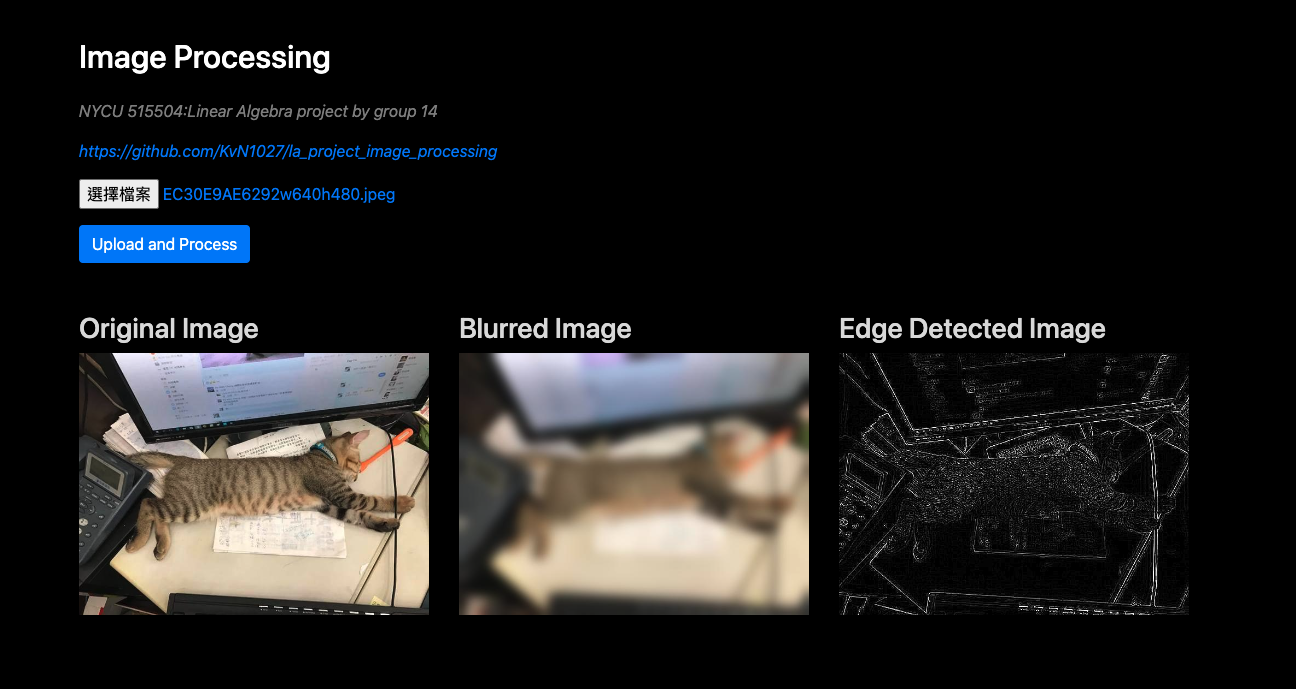 Image Processing
NYCU 515504:Linear Algebra project by group 14
https://github.com/KvN1027/la_project_image_processing
選擇檔案 EC30E9AE6292w640h480.jpeg
Upload and Process
Original Image
Blurred Image
Edge Detected Image